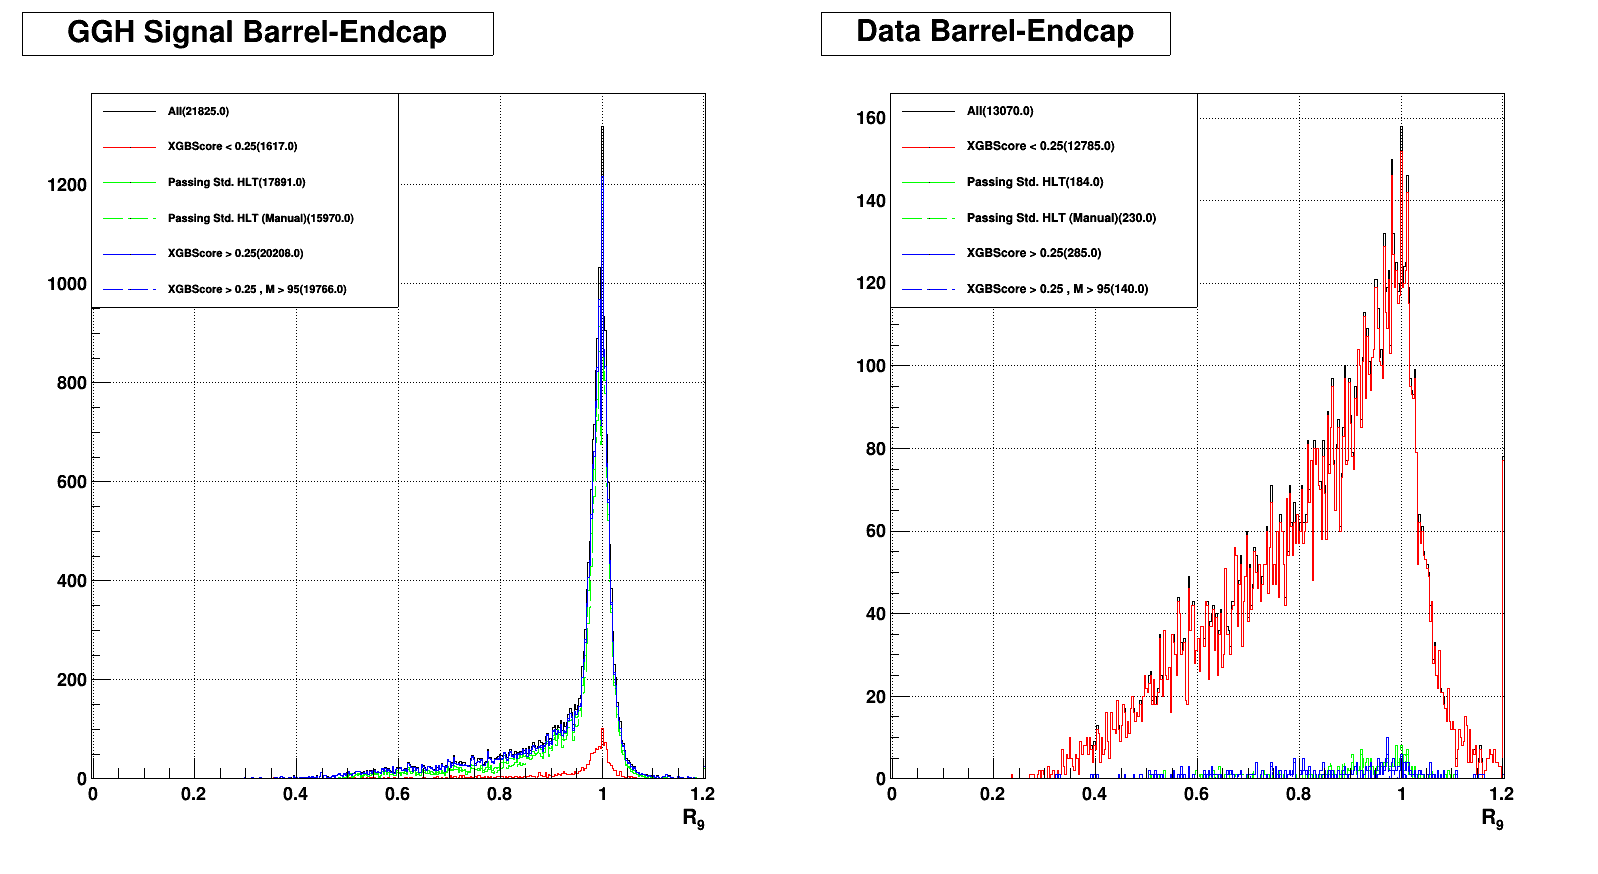 GGH Signal Barrel-Endcap
All(21825.0)
XGBScore < 0.25(1617.0)
Passing Std. HLT(17891.0)
Passing Std. HLT (Manual)(15970.0)
XGBScore > 0.25(20208.0)
XGBScore > 0.25 , M > 95(19766.0)
1200
1000
800
600
400
200
0
0 0.2 0.4 0.6 0.8 1 1.2
R9
Data Barrel-Endcap
All(13070.0)
XGBScore < 0.25(12785.0)
Passing Std. HLT(184.0)
Passing Std. HLT (Manual)(230.0)
XGBScore > 0.25(285.0)
XGBScore > 0.25 , M > 95(140.0)
160
140
120
100
80
60
40
20
0
0 0.2 0.4 0.6 0.8 1 1.2
R9